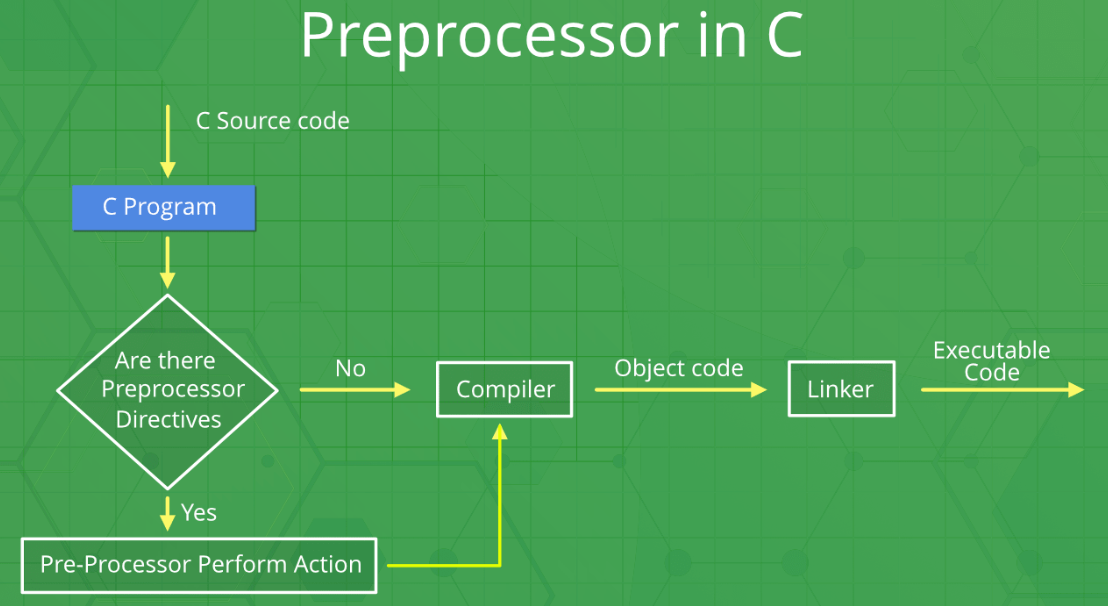 Preprocessor in C
C Source code
C Program
Are there
Preprocessor
Directives
No
Compiler
Object code
Linker
Executable
Code
Yes
Pre-Processor Perform Action